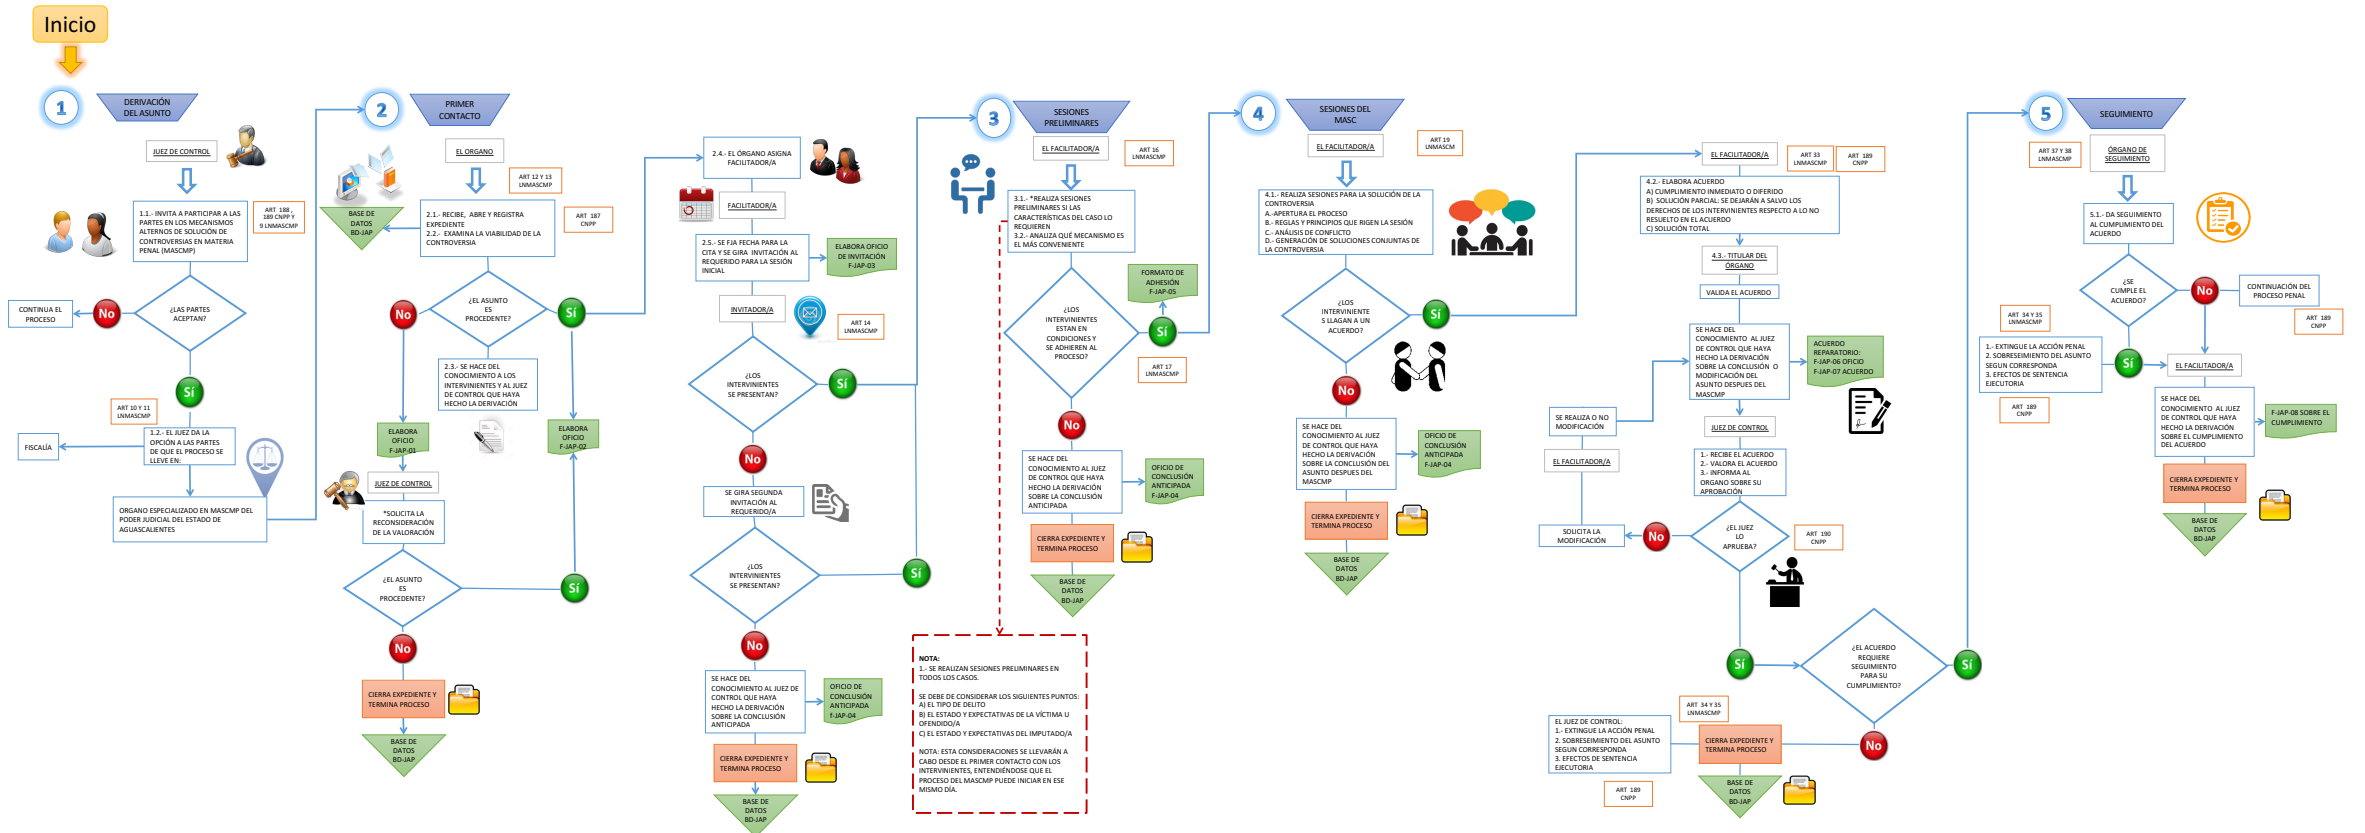 Inicio
1
DERIVACIÓN
DEL ASUNTO
JUEZ DE CONTROL
1.1.- INVITA A PARTICIPAR A LAS
PARTES EN LOS MECANISMOS
ALTERNOS DE SOLUCIÓN DE
CONTROVERSIAS EN MATERIA
PENAL (MASCMP)
ART 188 ,
189 CNPP Y
9 LNMASCMP
¿LAS PARTES
ACEPTAN?
No
CONTINUA EL
PROCESO
Sí
ART 10 Y 11
LNMASCMP
1.2.- EL JUEZ DA LA
OPCIÓN A LAS PARTES
DE QUE EL PROCESO SE
LLEVE EN:
FISCALÍA
ORGANO ESPECIALIZADO EN MASCMP DEL
PODER JUDICIAL DEL ESTADO DE
AGUASCALIENTES
2
PRIMER
CONTACTO
EL ORGANO
ART 12 Y 13
LNMASCMP
BASE DE
DATOS
BD-JAP
2.1.- RECIBE, ABRE Y REGISTRA
EXPEDIENTE
2.2.- EXAMINA LA VIABILIDAD DE LA
CONTROVERSIA
ART 187
CNPP
¿EL ASUNTO
ES
PROCEDENTE?
No
Sí
2.3.- SE HACE DEL
CONOCIMIENTO A LOS
INTERVINIENTES Y AL JUEZ
DE CONTROL QUE HAYA
HECHO LA DERIVACIÓN
ELABORA
OFICIO
F-JAP-01
ELABORA
OFICIO
F-JAP-02
JUEZ DE CONTROL
*SOLICITA LA
RECONSIDERACIÓN
DE LA VALORACIÓN
¿EL ASUNTO
ES
PROCEDENTE?
Sí
No
CIERRA EXPEDIENTE Y
TERMINA PROCESO
BASE DE
DATOS
BD-JAP
2.4.- EL ÓRGANO ASIGNA
FACILITADOR/A
FACILITADOR/A
2.5.- SE FJA FECHA PARA LA
CITA Y SE GIRA INVITACIÓN AL
REQUERIDO PARA LA SESIÓN
INICIAL
ELABORA OFICIO
DE INVITACIÓN
F-JAP-03
INVITADOR/A
ART 14
LNMASCMP
¿LOS
INTERVINIENTES
SE PRESENTAN?
Sí
No
SE GIRA SEGUNDA
INVITACIÓN AL
REQUERIDO/A
¿LOS
INTERVINIENTES
SE PRESENTAN?
Sí
No
SE HACE DEL
CONOCIMIENTO AL JUEZ DE
CONTROL QUE HAYA
HECHO LA DERIVACIÓN
SOBRE LA CONCLUSIÓN
ANTICIPADA
OFICIO DE
CONCLUSIÓN
ANTICIPADA
f-JAP-04
CIERRA EXPEDIENTE Y
TERMINA PROCESO
BASE DE
DATOS
BD-JAP
3
SESIONES
PRELIMINARES
EL FACILITADOR/A
ART 16
LNMASCMP
3.1.- *REALIZA SESIONES
PRELIMINARES SI LAS
CARACTERÍSTICAS DEL CASO LO
REQUIEREN
3.2.- ANALIZA QUÉ MECANISMO ES
EL MÁS CONVENIENTE
FORMATO DE
ADHESIÓN
F-JAP-05
¿LOS
INTERVINIENTES
ESTAN EN
CONDICIONES Y
SE ADHIEREN AL
PROCESO?
Sí
ART 17
LNMASCMP
No
SE HACE DEL
CONOCIMIENTO AL JUEZ
DE CONTROL QUE HAYA
HECHO LA DERIVACIÓN
SOBRE LA CONCLUSIÓN
ANTICIPADA
OFICIO DE
CONCLUSIÓN
ANTICIPADA
F-JAP-04
CIERRA EXPEDIENTE Y
TERMINA PROCESO
BASE DE
DATOS
BD-JAP
NOTA:
1.- SE REALIZAN SESIONES PRELIMINARES EN
TODOS LOS CASOS.
SE DEBE DE CONSIDERAR LOS SIGUIENTES PUNTOS:
A) EL TIPO DE DELITO
B) EL ESTADO Y EXPECTATIVAS DE LA VÍCTIMA U
OFENDIDO/A
C) EL ESTADO Y EXPECTATIVAS DEL IMPUTADO/A
NOTA: ESTA CONSIDERACIONES SE LLEVARÁN A
CABO DESDE EL PRIMER CONTACTO CON LOS
INTERVINIENTES, ENTENDIÉNDOSE QUE EL
PROCESO DEL MASCMP PUEDE INICIAR EN ESE
MISMO DÍA.
4
SESIONES DEL
MASC
EL FACILITADOR/A
ART 19
LNMASCM
4.1.- REALIZA SESIONES PARA LA SOLUCIÓN DE LA
CONTROVERSIA
A.-APERTURA EL PROCESO
B.- REGLAS Y PRINCIPIOS QUE RIGEN LA SESIÓN
C.- ANÁLISIS DE CONFLICTO
D.- GENERACIÓN DE SOLUCIONES CONJUNTAS DE
LA CONTROVERSIA
¿LOS
INTERVINIENTE
S LLAGAN A UN
ACUERDO?
Sí
No
SE HACE DEL
CONOCIMIENTO AL JUEZ
DE CONTROL QUE HAYA
HECHO LA DERIVACIÓN
SOBRE LA CONCLUSIÓN DEL
ASUNTO DESPUES DEL
MASCMP
OFICIO DE
CONCLUSIÓN
ANTICIPADA
F-JAP-04
CIERRA EXPEDIENTE Y
TERMINA PROCESO
BASE DE
DATOS
BD-JAP
EL FACILITADOR/A
ART 33
LNMASCMP
ART 189
CNPP
4.2.- ELABORA ACUERDO
A) CUMPLIMIENTO INMEDIATO O DIFERIDO
B) SOLUCIÓN PARCIAL: SE DEJARÁN A SALVO LOS
DERECHOS DE LOS INTERVINIENTES RESPECTO A LO NO
RESUELTO EN EL ACUERDO
C) SOLUCIÓN TOTAL
4.3.- TITULAR DEL
ÓRGANO
VALIDA EL ACUERDO
SE HACE DEL
CONOCIMIENTO AL JUEZ
DE CONTROL QUE HAYA
HECHO LA DERIVACIÓN
SOBRE LA CONCLUSIÓN O
MODIFICACIÓN DEL
ASUNTO DESPUES DEL
MASCMP
ACUERDO
REPARATORIO:
F-JAP-06 OFICIO
F-JAP-07 ACUERDO
SE REALIZA O NO
MODIFICACIÓN
EL FACILITADOR/A
JUEZ DE CONTROL
1.- RECIBE EL ACUERDO
2.- VALORA EL ACUERDO
3.- INFORMA AL
ORGANO SOBRE SU
APROBACIÓN
SOLICITA LA
MODIFICACIÓN
No
¿EL JUEZ
LO
APRUEBA?
ART 190
CNPP
Sí
¿EL ACUERDO
REQUIERE
SEGUIMIENTO
PARA SU
CUMPLIMIENTO?
Sí
No
ART 34 Y 35
LNMASCMP
EL JUEZ DE CONTROL:
1.- EXTINGUE LA ACCIÓN PENAL
2. SOBRESEIMIENTO DEL ASUNTO
SEGUN CORRESPONDA
3. EFECTOS DE SENTENCIA
EJECUTORIA
CIERRA EXPEDIENTE Y
TERMINA PROCESO
ART 189
CNPP
BASE DE
DATOS
BD-JAP
5
SEGUIMIENTO
ART 37 Y 38
LNMASCMP
ÓRGANO DE
SEGUIMIENTO
5.1.- DA SEGUIMIENTO
AL CUMPLIMIENTO DEL
ACUERDO
¿SE
CUMPLE EL
ACUERDO?
No
CONTINUACIÓN DEL
PROCESO PENAL
ART 189
CNPP
ART 34 Y 35
LNMASCMP
1.- EXTINGUE LA ACCIÓN PENAL
2. SOBRESEIMIENTO DEL ASUNTO
SEGUN CORRESPONDA
3. EFECTOS DE SENTENCIA
EJECUTORIA
Sí
ART 189
CNPP
EL FACILITADOR/A
SE HACE DEL
CONOCIMIENTO AL JUEZ
DE CONTROL QUE HAYA
HECHO LA DERIVACIÓN
SOBRE EL CUMPLIMIENTO
DEL ACUERDO
F-JAP-08 SOBRE EL
CUMPLIMIENTO
CIERRA EXPEDIENTE Y
TERMINA PROCESO
BASE DE
DATOS
BD-JAP